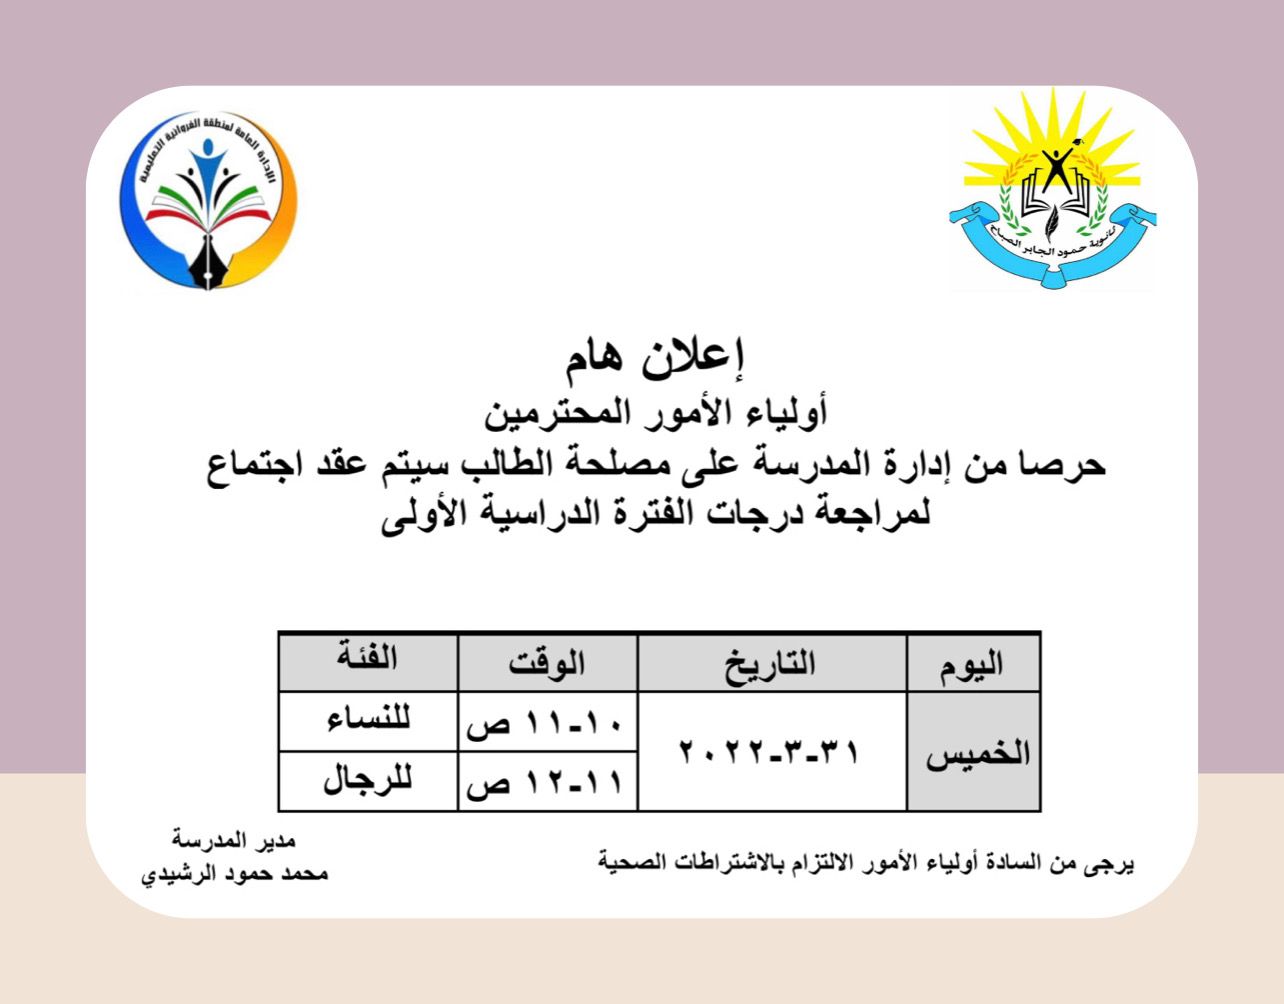 ثانوية حمود الجابر الصباح
الإدارة العامة لمنطقة الفروانية التعليمية
إعلان هام
أولياء الأمور المحترمين
حرصا من إدارة المدرسة على مصلحة الطالب سيتم عقد اجتماع
لمراجعة درجات الفترة الدراسية الأولى
اليوم التاريخ الوقت الفئة
الخميس ٣١-٣-٢٠٢٢ ١٠-١١ ص للنساء
١١-١٢ ص للرجال
يرجى من السادة أولياء الأمور الالتزام بالاشتراطات الصحية
مدير المدرسة
محمد حمود الرشيدي